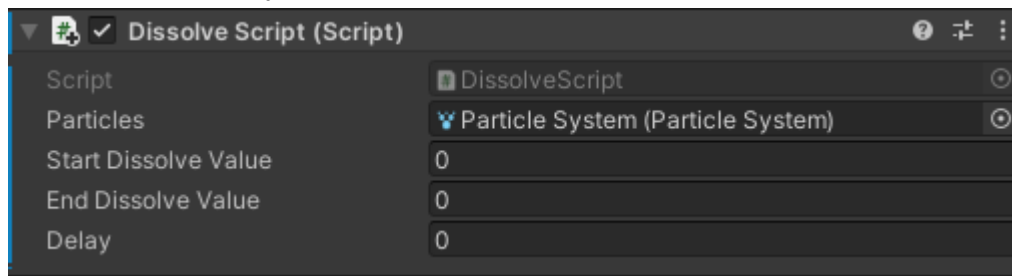 Dissolve Script (Script)
Script DissolveScript
Particles Particle System (Particle System)
Start Dissolve Value 0
End Dissolve Value 0
Delay 0